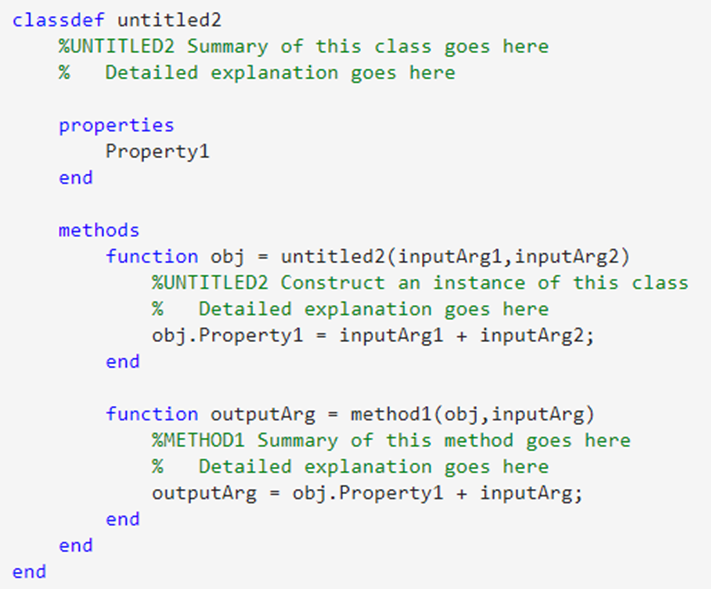 classdef untitled2
    %UNTITLED2 Summary of this class goes here
    %   Detailed explanation goes here

    properties
        Property1
    end

    methods
        function obj = untitled2(inputArg1,inputArg2)
            %UNTITLED2 Construct an instance of this class
            %   Detailed explanation goes here
            obj.Property1 = inputArg1 + inputArg2;
        end

        function outputArg = method1(obj,inputArg)
            %METHOD1 Summary of this method goes here
            %   Detailed explanation goes here
            outputArg = obj.Property1 + inputArg;
        end
    end
end